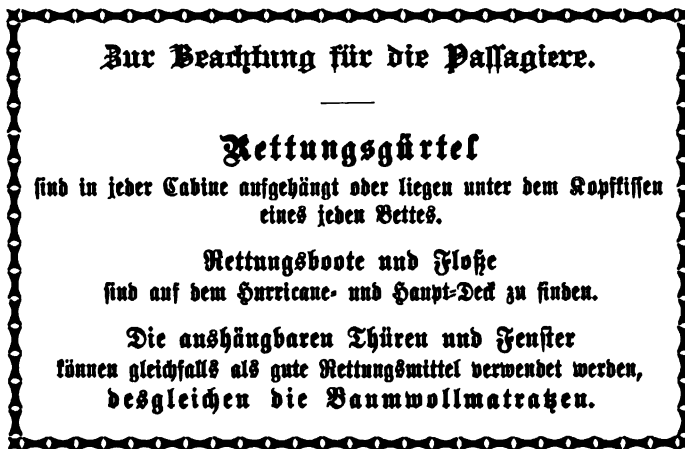 Zur Beachtung für die Passagiere.
Rettungsgürtel
sind in jeder Cabine aufgehängt oder liegen unter dem Kopfkissen
eines jeden Bettes.
Rettungsboote und Floße
sind auf dem Hurricane- und Haupt-Deck zu finden.
Die aushängbaren Thüren und Fenster
können gleichfalls als gute Rettungsmittel verwendet werden,
desgleichen die Baumwollmatratzen.